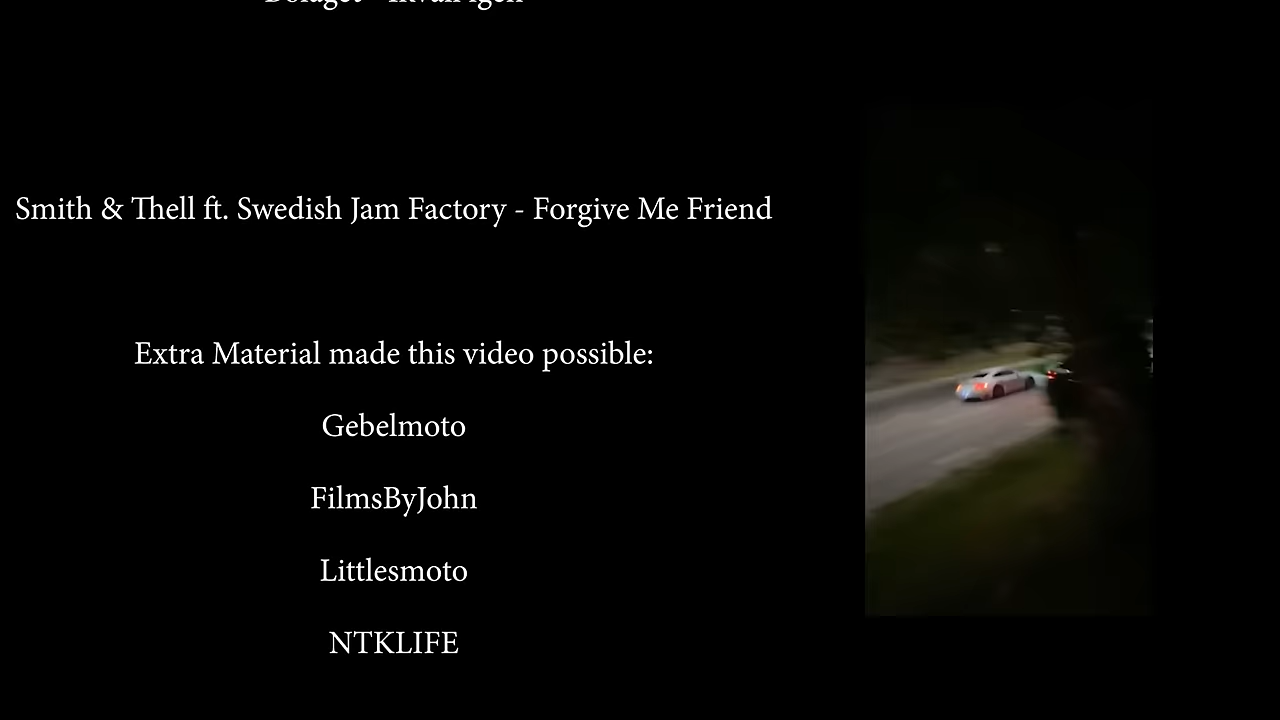 Smith & Thell ft. Swedish Jam Factory - Forgive Me Friend
Extra Material made this video possible:
Gebelmoto
FilmsByJohn
Littlesmoto
NTKLIFE